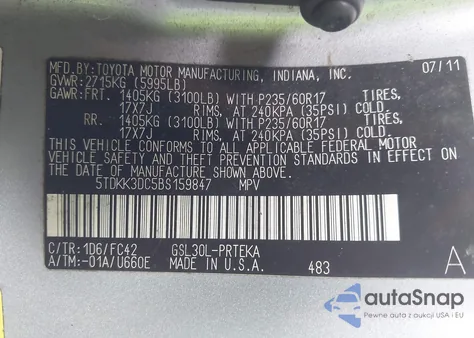 MFD.BY:TOYOTA MOTOR MANUFACTURING, INDIANA, INC. 07/11
GVWR: 2715KG (5995LB)
GAWR:FRT. 1405KG (3100LB) WITH P235/60R17 TIRES,
17X7J RIMS, AT 240KPA (35PSI) COLD.
RR. 1405KG (3100LB) WITH P235/60R17 TIRES,
17X7J RIMS, AT 240KPA (35PSI) COLD.
THIS VEHICLE CONFORMS TO ALL APPLICABLE FEDERAL MOTOR
VEHICLE SAFETY AND THEFT PREVENTION STANDARDS IN EFFECT ON
THE DATE OF MANUFACTURE SHOWN ABOVE.
5TDKK3DC5BS159847 MPV
C/TR:1D6/FC42 GSL30L-PRTEKA
A/TM:-01A/U660E MADE IN U.S.A. 483 A
autoSnap
Pewne auta z dostawą z USA i EU